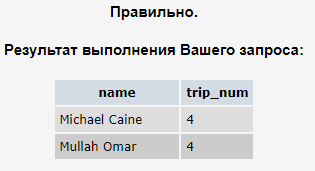 Правильно.
Результат выполнения Вашего запроса:
name trip_num
Michael Caine 4
Mullah Omar 4